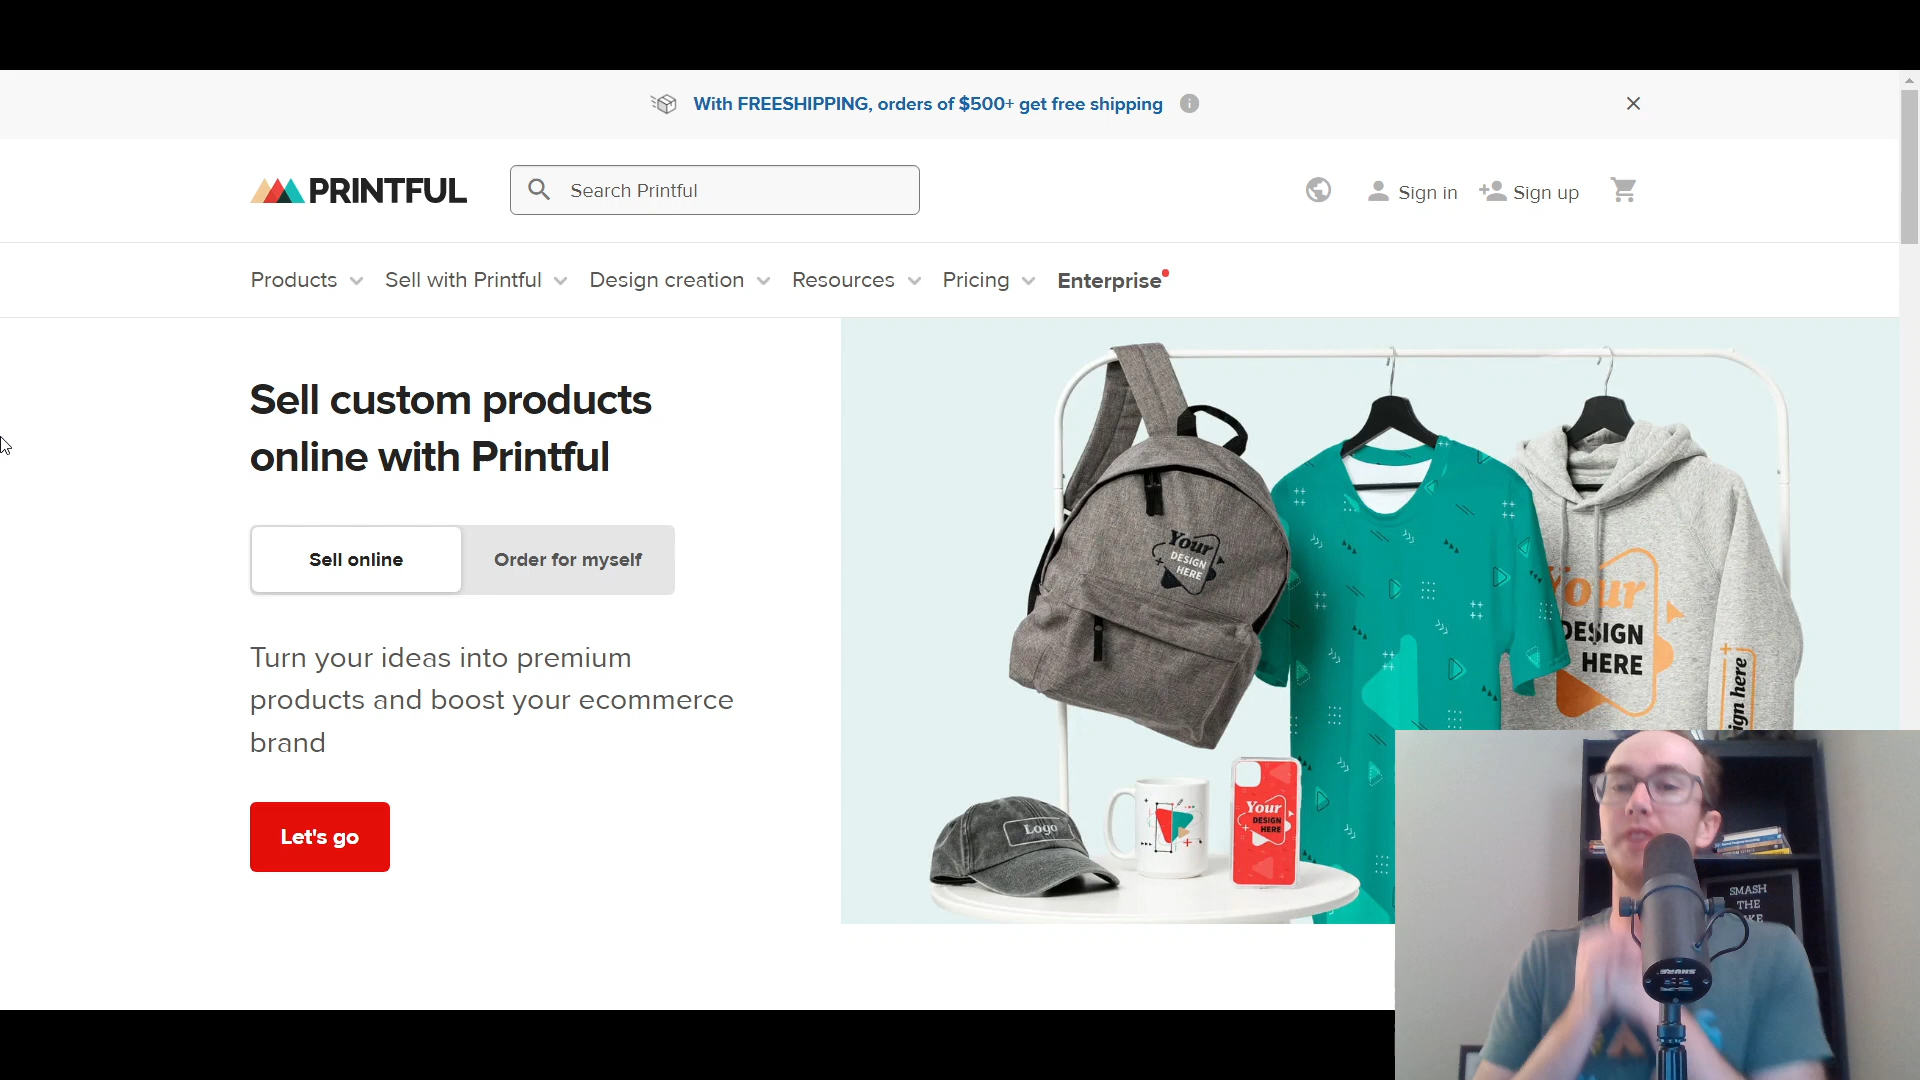 With FREESHIPPING, orders of $500+ get free shipping
PRINTFUL
Search Printful
Sign in
Sign up
Products
Sell with Printful
Design creation
Resources
Pricing
Enterprise
Sell custom products
online with Printful
Sell online
Order for myself
Turn your ideas into premium
products and boost your ecommerce
brand
Let's go
Your
DESIGN
HERE
Your
DESIGN
HERE
Logo
Your
DESIGN
HERE
SMASH
THE
SHURE